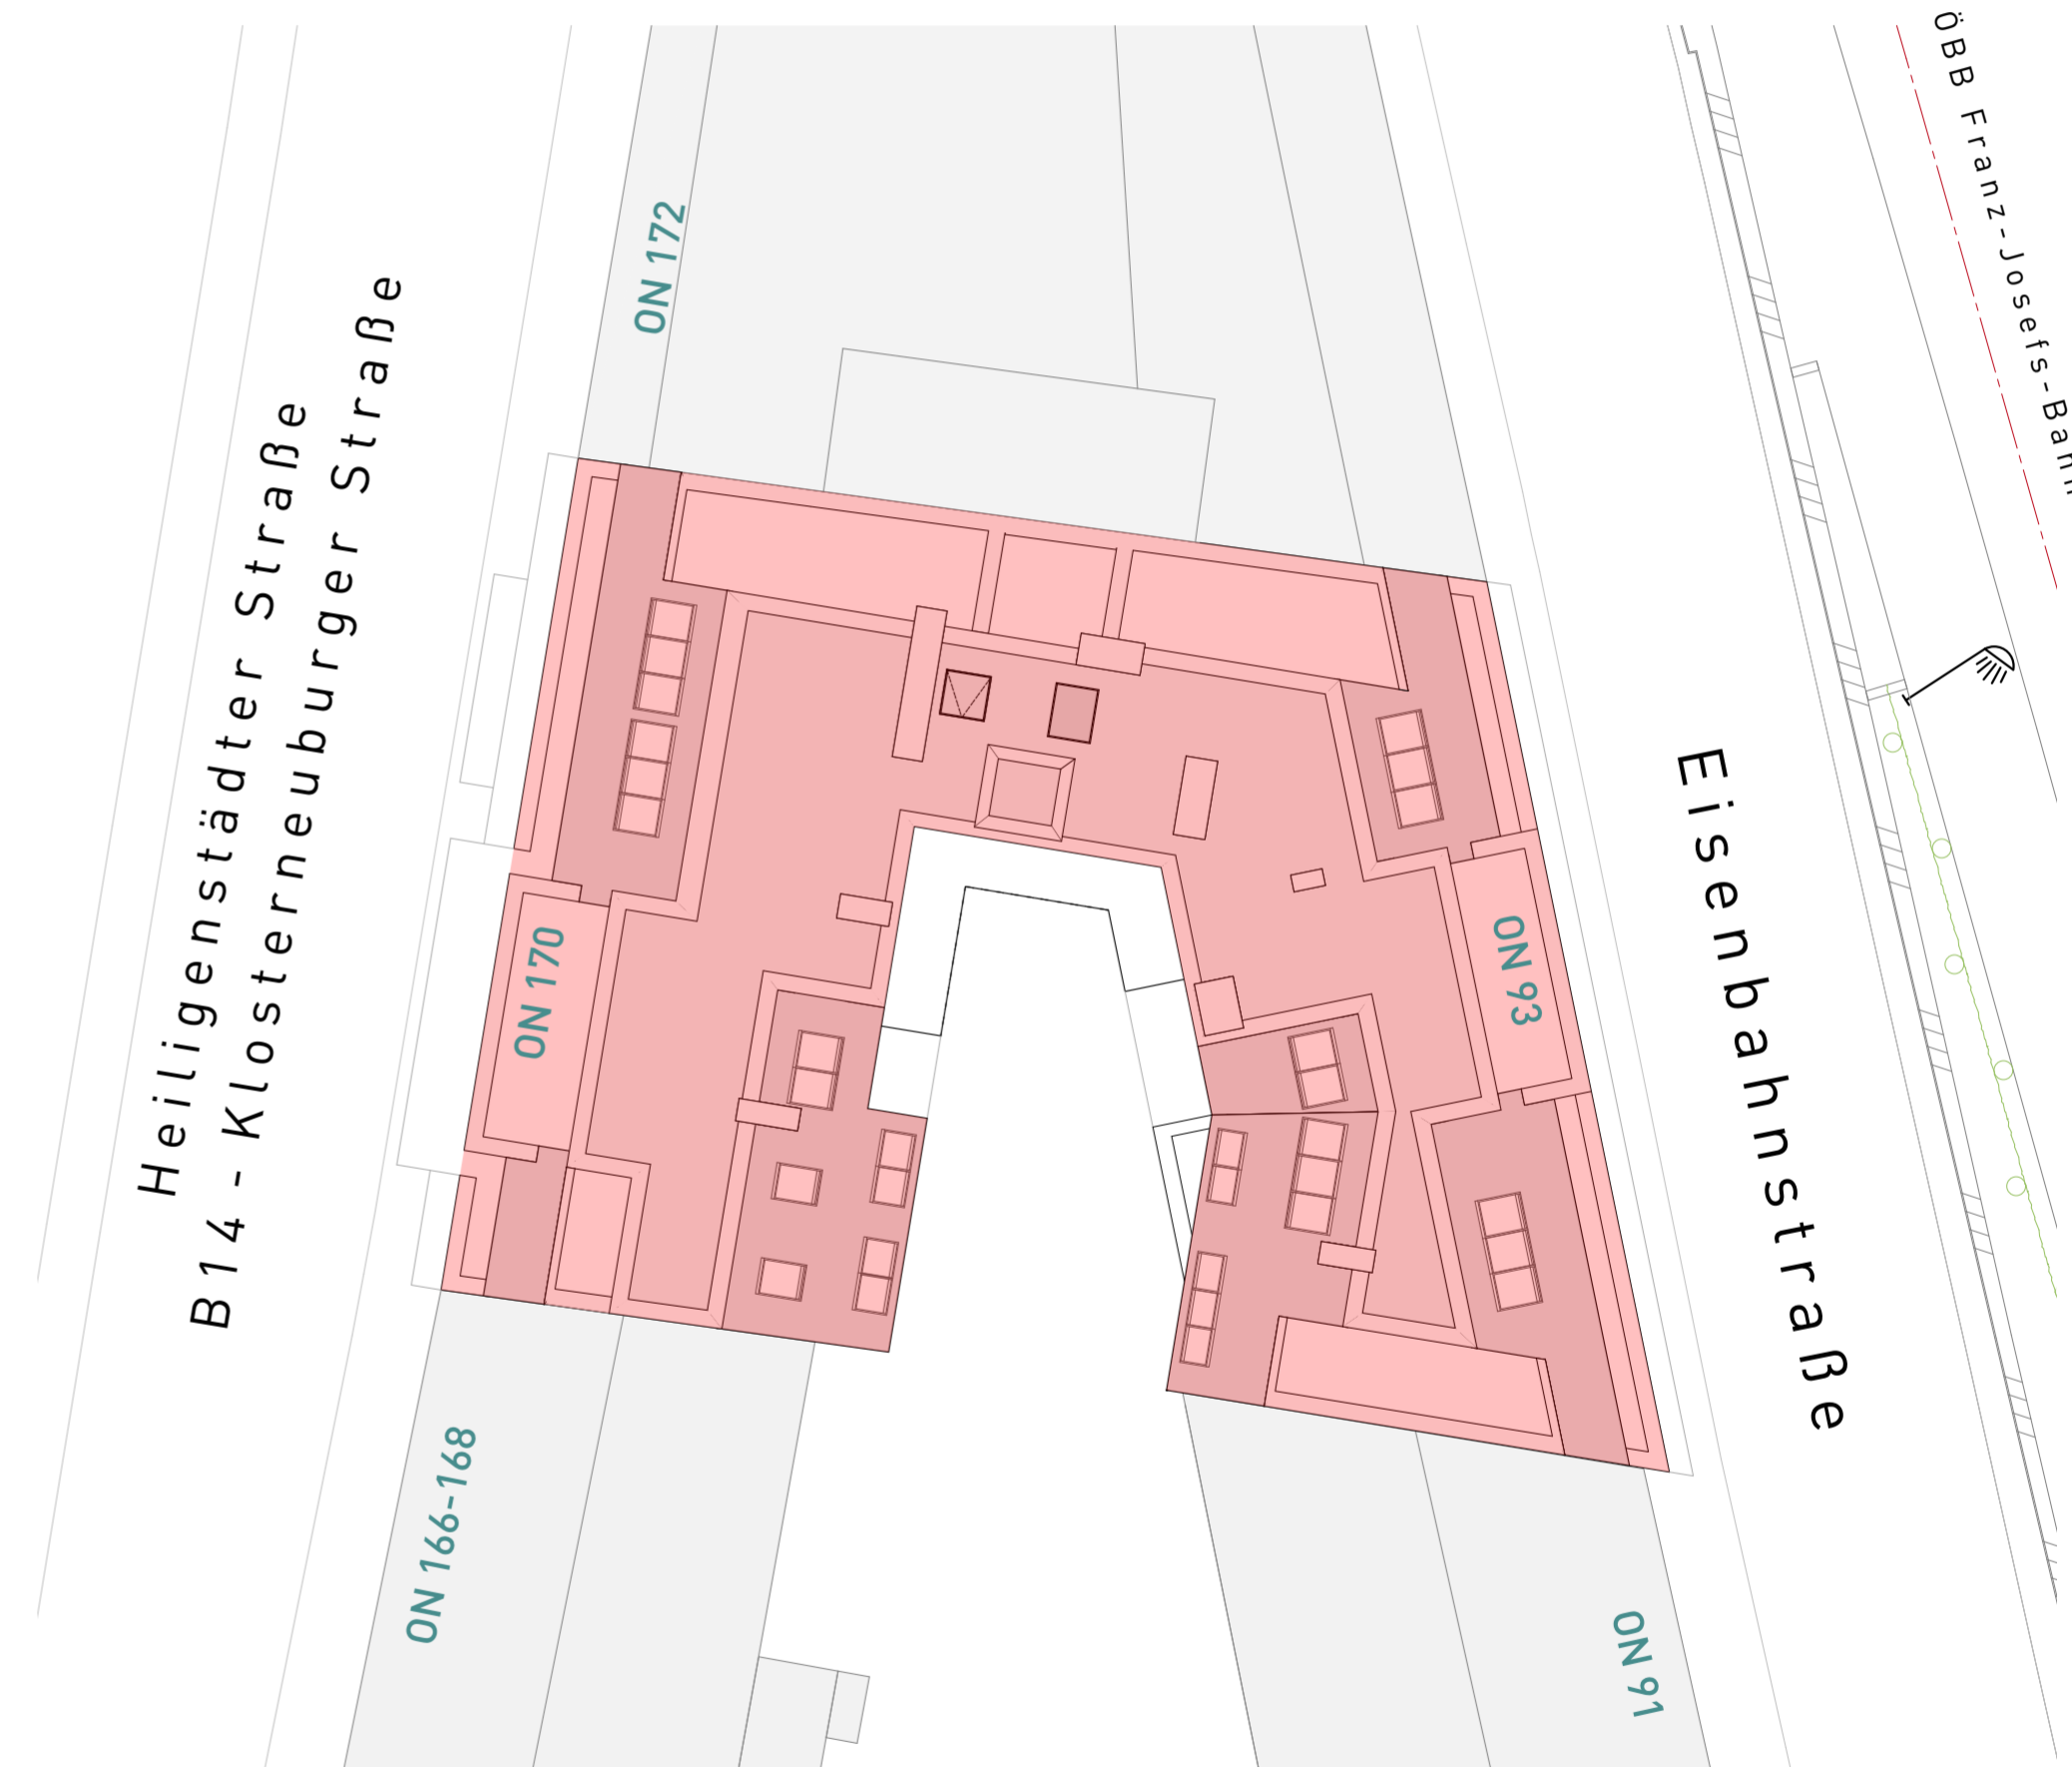 Heiligenstädter Straße
B14 - Klosterneuburger Straße
ON 172
ON 170
ON 166-168
ON 93
ON 91
Eisenbahnstraße
ÖBB Franz-Josefs-Bahn